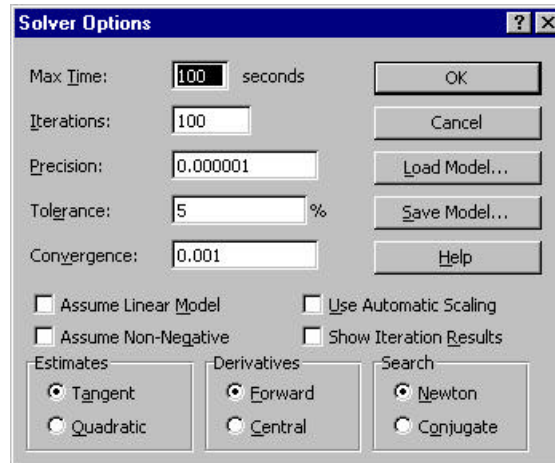 Solver Options
Max Time: 100 seconds
OK
Iterations: 100
Cancel
Precision: 0.000001
Load Model...
Tolerance: 5 %
Save Model...
Convergence: 0.001
Help
Assume Linear Model
Use Automatic Scaling
Assume Non-Negative
Show Iteration Results
Estimates
Tangent
Quadratic
Derivatives
Forward
Central
Search
Newton
Conjugate